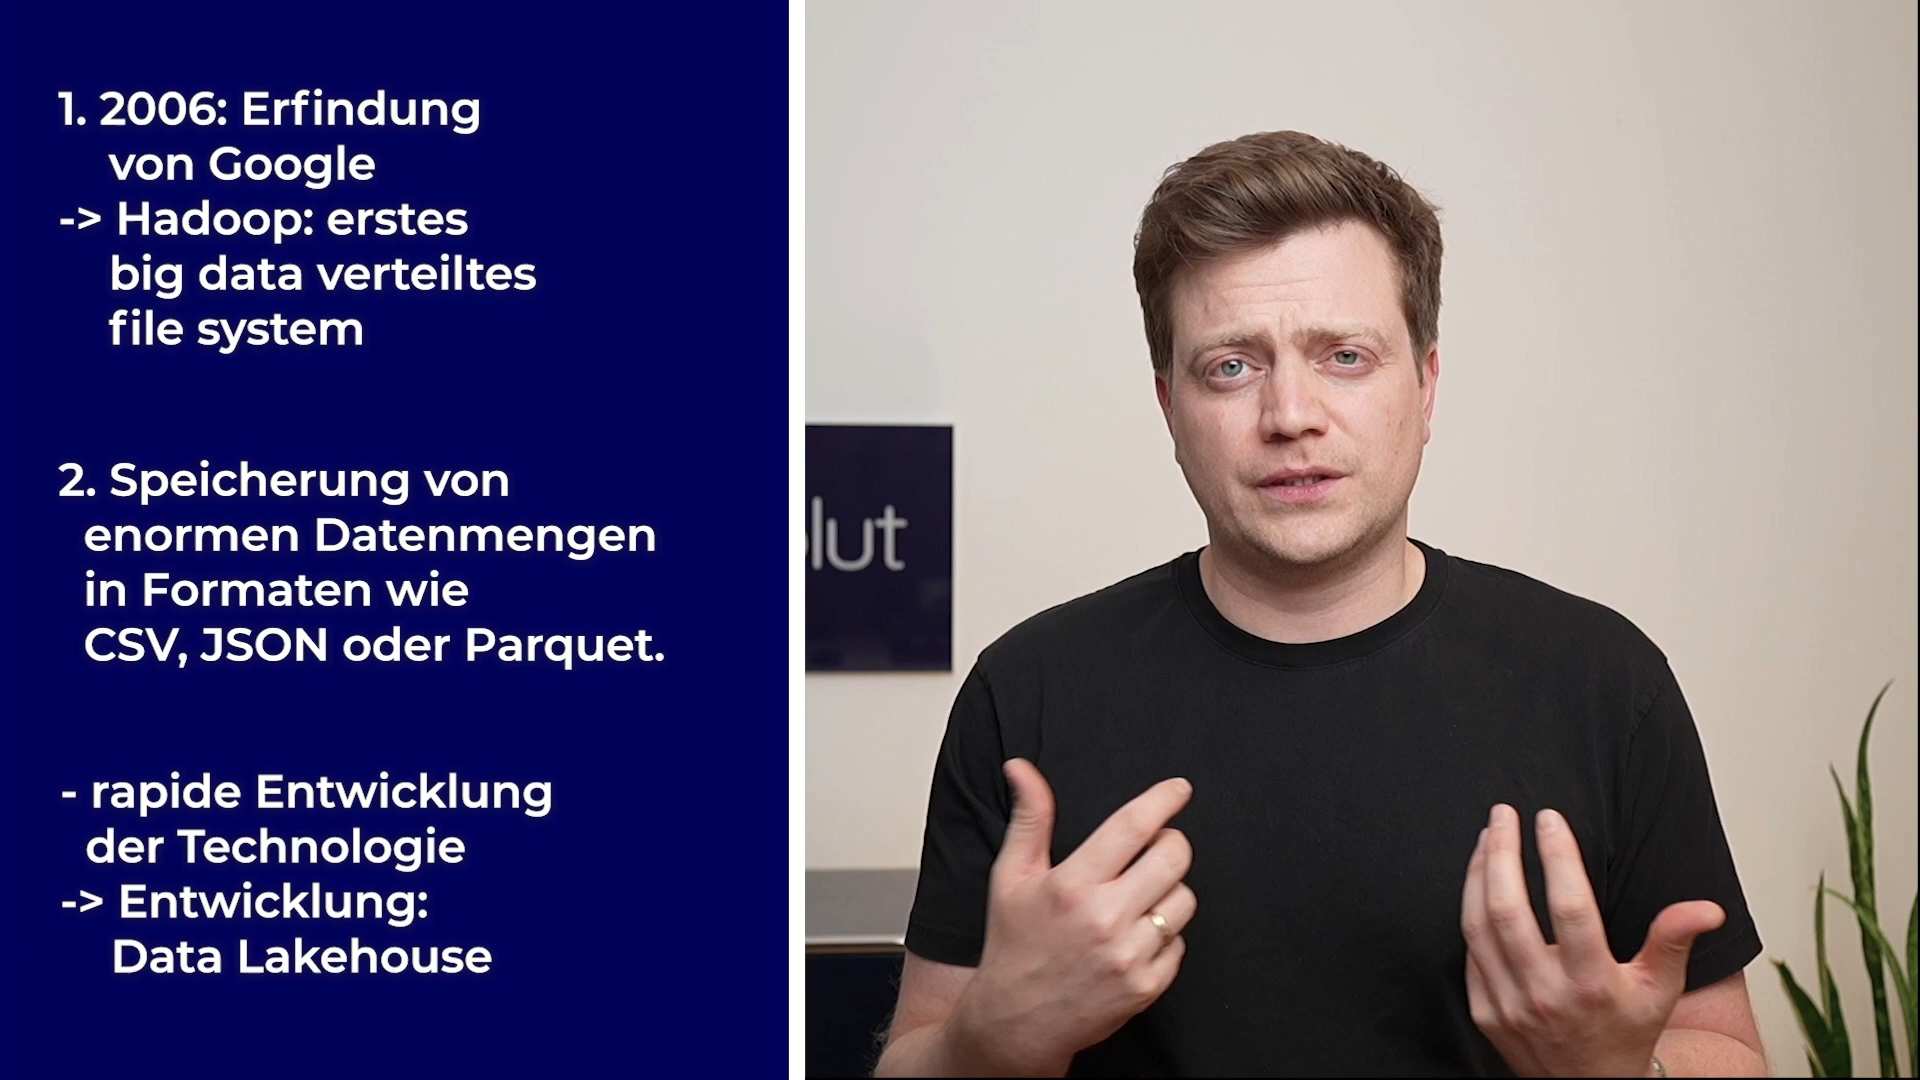 1. 2006: Erfindung
von Google
-> Hadoop: erstes
big data verteiltes
file system
2. Speicherung von
enormen Datenmengen
in Formaten wie
CSV, JSON oder Parquet.
- rapide Entwicklung
der Technologie
-> Entwicklung:
Data Lakehouse
lut